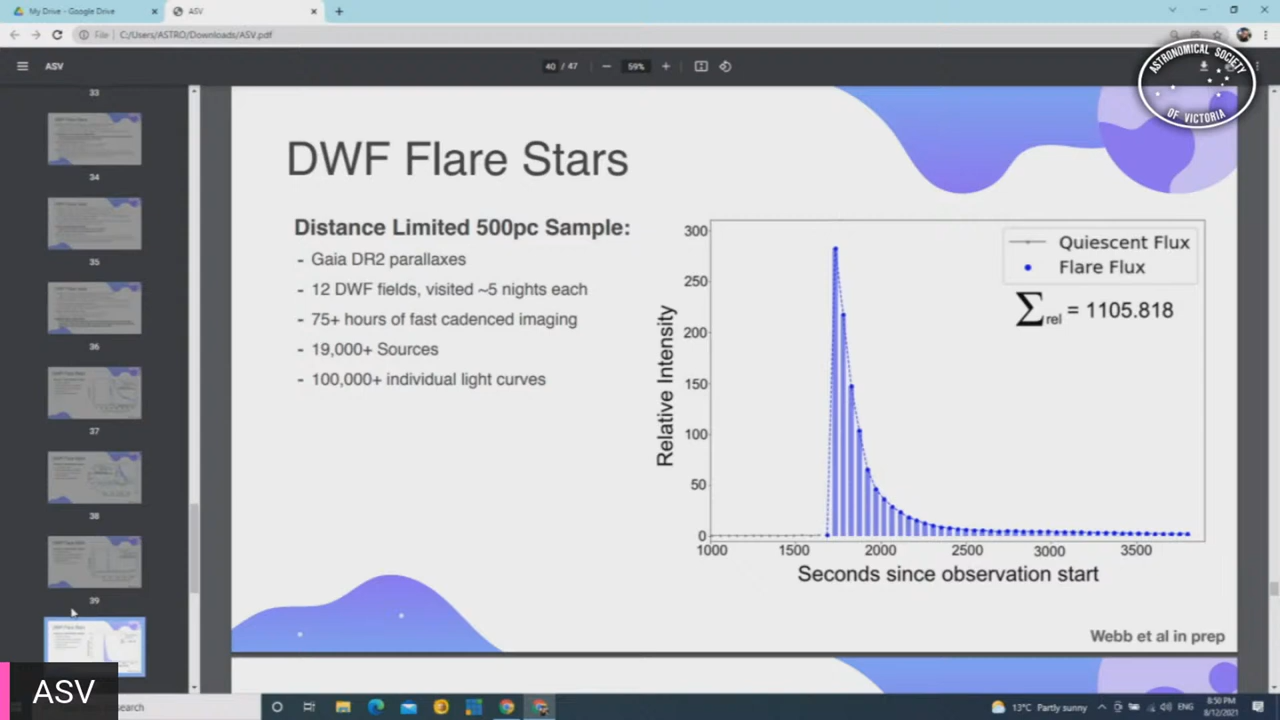 My Drive - Google Drive
ASV
File
C:/Users/ASTRO/Downloads/ASV.pdf
ASV
40 / 47
59%
ASTRONOMICAL SOCIETY
OF VICTORIA
33
34
35
36
37
38
39
DWF Flare Stars
Distance Limited 500pc Sample:
- Gaia DR2 parallaxes
- 12 DWF fields, visited ~5 nights each
- 75+ hours of fast cadenced imaging
- 19,000+ Sources
- 100,000+ individual light curves
Quiescent Flux
Flare Flux
∑rel = 1105.818
Relative Intensity
300
250
200
150
100
50
0
1000 1500 2000 2500 3000 3500
Seconds since observation start
Webb et al in prep
ASV
13°C Partly sunny
ENG
8:50 PM
8/12/2021